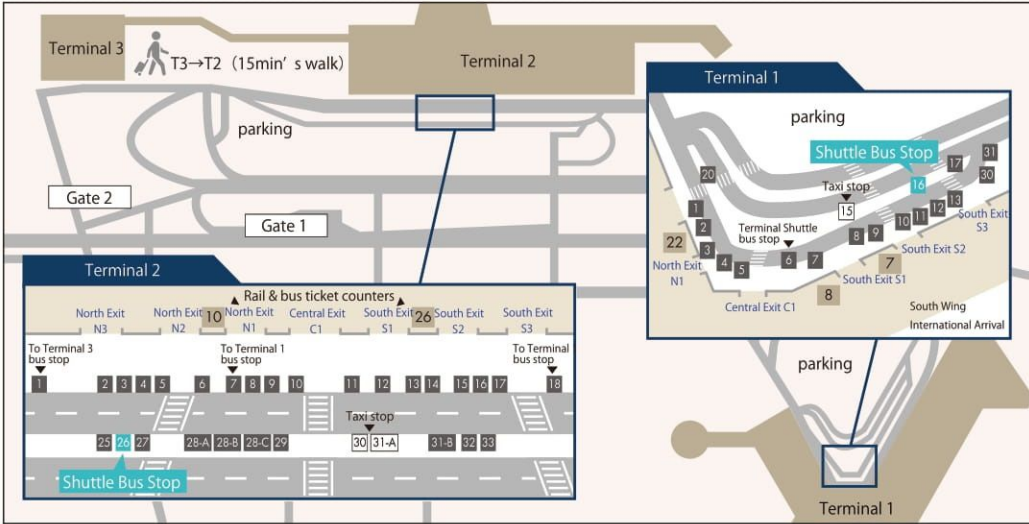 Terminal 3
T3→T2（15min's walk）
Terminal 2
parking
Gate 2
Gate 1
Terminal 1
parking
Shuttle Bus Stop
16
17
31
30
20
Taxi stop
15
1
2
3
4
5
Terminal Shuttle
bus stop
6
7
8
9
10
11
12
13
South Exit
S3
South Exit S2
7
South Exit S1
8
22
North Exit
N1
Central Exit C1
South Wing
International Arrival
parking
Terminal 1
Terminal 2
Rail & bus ticket counters
10
26
North Exit
N3
North Exit
N2
North Exit
N1
Central Exit
C1
South Exit
S1
South Exit
S2
South Exit
S3
To Terminal 3
bus stop
To Terminal 1
bus stop
To Terminal
bus stop
1 2 3 4 5 6 7 8 9 10 11 12 13 14 15 16 17 18
Taxi stop
25 26 27 28-A 28-B 28-C 29 30 31-A 31-B 32 33
Shuttle Bus Stop